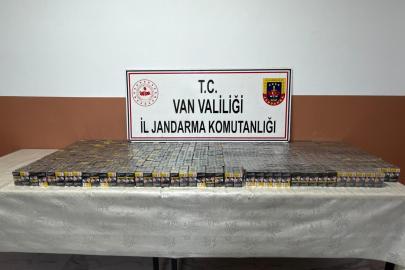 T.C.
VAN VALİLİĞİ
İL JANDARMA KOMUTANLIĞI